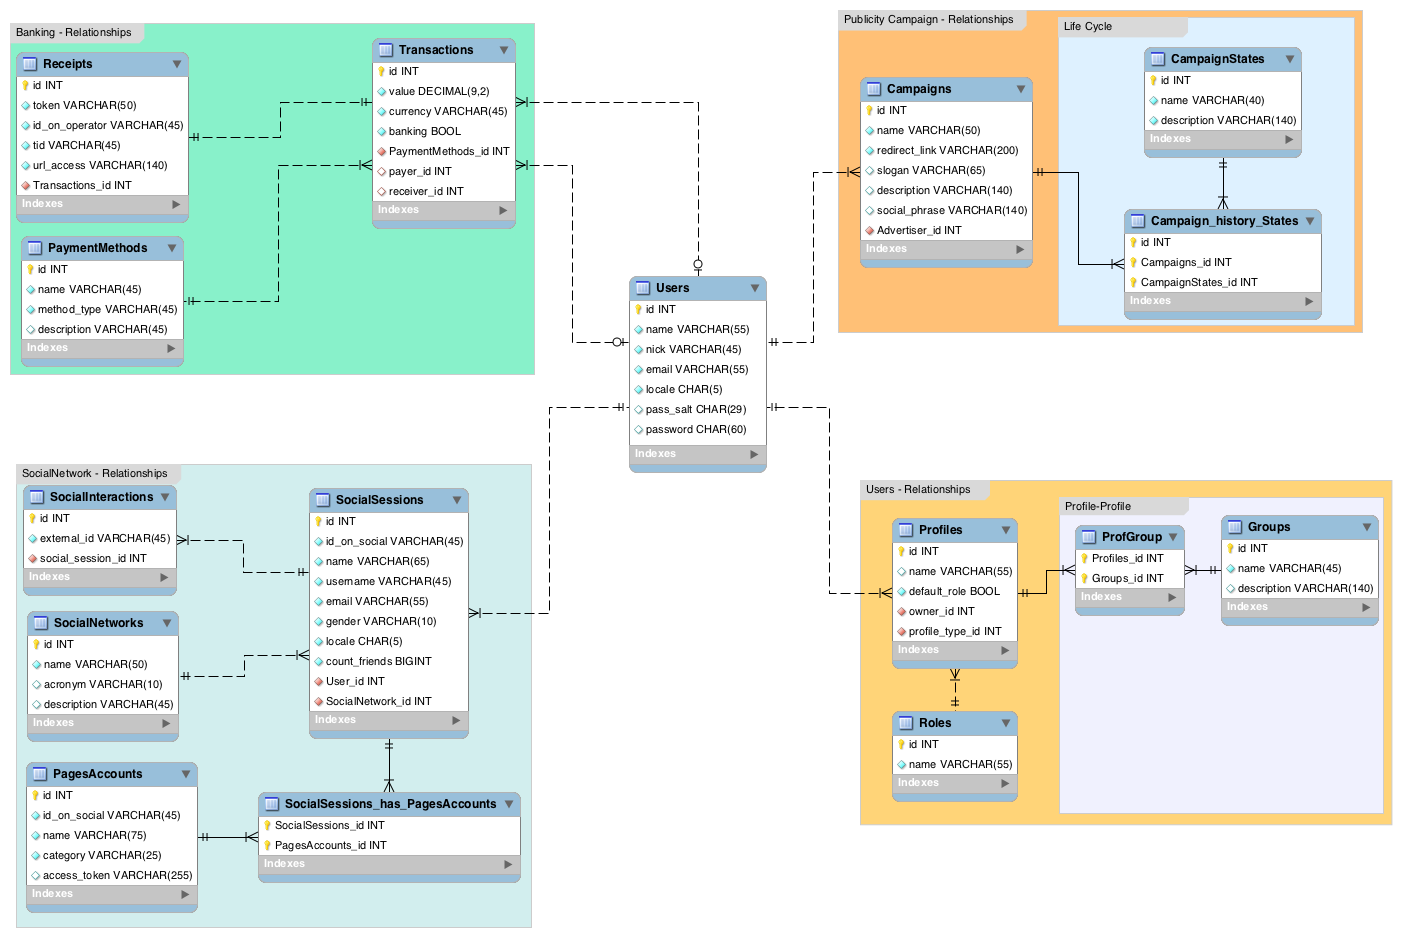 Banking - Relationships
Receipts
id INT
token VARCHAR(50)
id_on_operator VARCHAR(45)
tid VARCHAR(45)
url_access VARCHAR(140)
Transactions_id INT
Indexes
Transactions
id INT
value DECIMAL(9,2)
currency VARCHAR(45)
banking BOOL
PaymentMethods_id INT
payer_id INT
receiver_id INT
Indexes
PaymentMethods
id INT
name VARCHAR(45)
method_type VARCHAR(45)
description VARCHAR(45)
Indexes
Publicity Campaign - Relationships
Campaigns
id INT
name VARCHAR(50)
redirect_link VARCHAR(200)
slogan VARCHAR(65)
description VARCHAR(140)
social_phrase VARCHAR(140)
Advertiser_id INT
Indexes
Life Cycle
CampaignStates
id INT
name VARCHAR(40)
description VARCHAR(140)
Indexes
Campaign_history_States
id INT
Campaigns_id INT
CampaignStates_id INT
Indexes
Users
id INT
name VARCHAR(55)
nick VARCHAR(45)
email VARCHAR(55)
locale CHAR(5)
pass_salt CHAR(29)
password CHAR(60)
Indexes
SocialNetwork - Relationships
SocialInteractions
id INT
external_id VARCHAR(45)
social_session_id INT
Indexes
SocialSessions
id INT
id_on_social VARCHAR(45)
name VARCHAR(65)
username VARCHAR(45)
email VARCHAR(55)
gender VARCHAR(10)
locale CHAR(5)
count_friends BIGINT
User_id INT
SocialNetwork_id INT
Indexes
SocialNetworks
id INT
name VARCHAR(50)
acronym VARCHAR(10)
description VARCHAR(45)
Indexes
PagesAccounts
id INT
id_on_social VARCHAR(45)
name VARCHAR(75)
category VARCHAR(25)
access_token VARCHAR(255)
Indexes
SocialSessions_has_PagesAccounts
SocialSessions_id INT
PagesAccounts_id INT
Indexes
Users - Relationships
Profiles
id INT
name VARCHAR(55)
default_role BOOL
owner_id INT
profile_type_id INT
Indexes
Roles
id INT
name VARCHAR(55)
Indexes
Profile-Profile
ProfGroup
Profiles_id INT
Groups_id INT
Indexes
Groups
id INT
name VARCHAR(45)
description VARCHAR(140)
Indexes